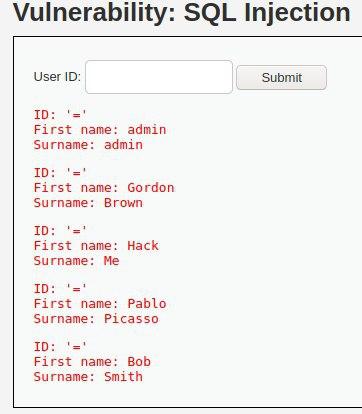 Vulnerability: SQL Injection
User ID: Submit
ID: '='
First name: admin
Surname: admin
ID: '='
First name: Gordon
Surname: Brown
ID: '='
First name: Hack
Surname: Me
ID: '='
First name: Pablo
Surname: Picasso
ID: '='
First name: Bob
Surname: Smith